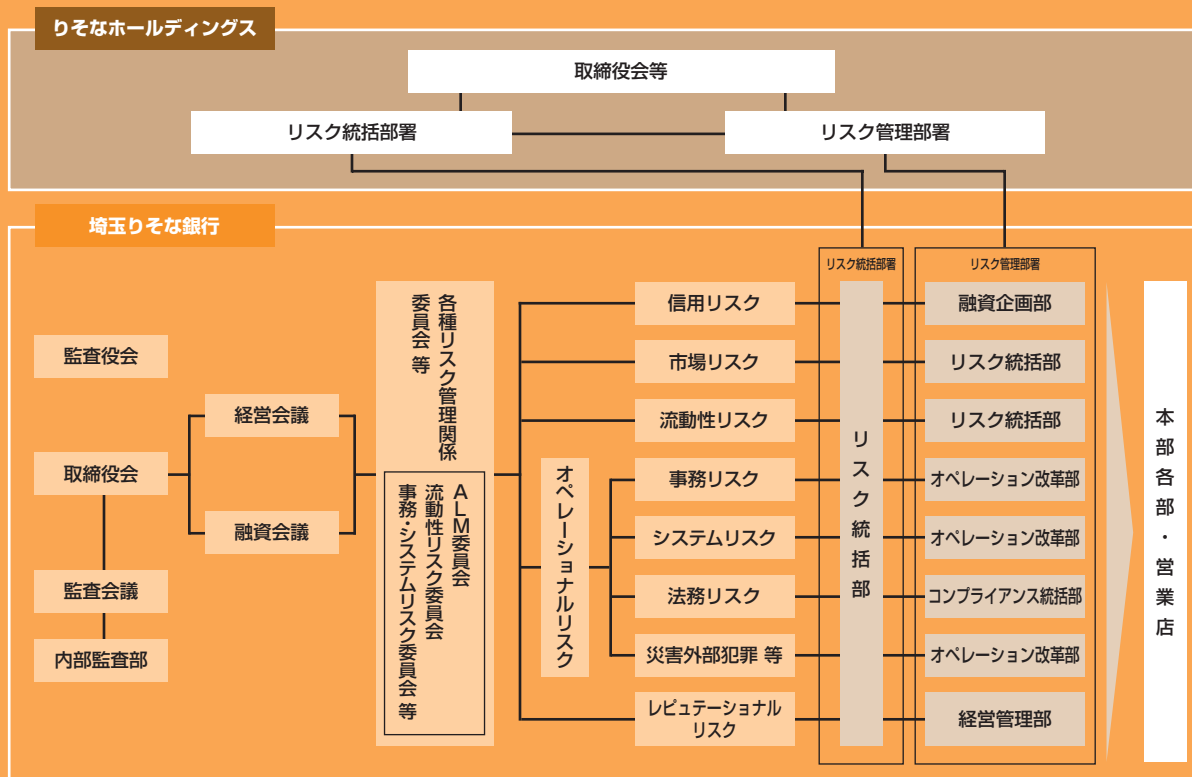 りそなホールディングス
取締役会等
リスク統括部署
リスク管理部署
埼玉りそな銀行
リスク統括部署
リスク管理部署
監査役会
取締役会
監査会議
内部監査部
経営会議
融資会議
各種リスク管理関係
委員会 等
ALM委員会
流動性リスク委員会
事務・システムリスク委員会 等
オペレーショナルリスク
信用リスク
市場リスク
流動性リスク
事務リスク
システムリスク
法務リスク
災害外部犯罪 等
レピュテーショナル
リスク
リスク統括部
融資企画部
リスク統括部
リスク統括部
オペレーション改革部
オペレーション改革部
コンプライアンス統括部
オペレーション改革部
経営管理部
本部各部・営業店